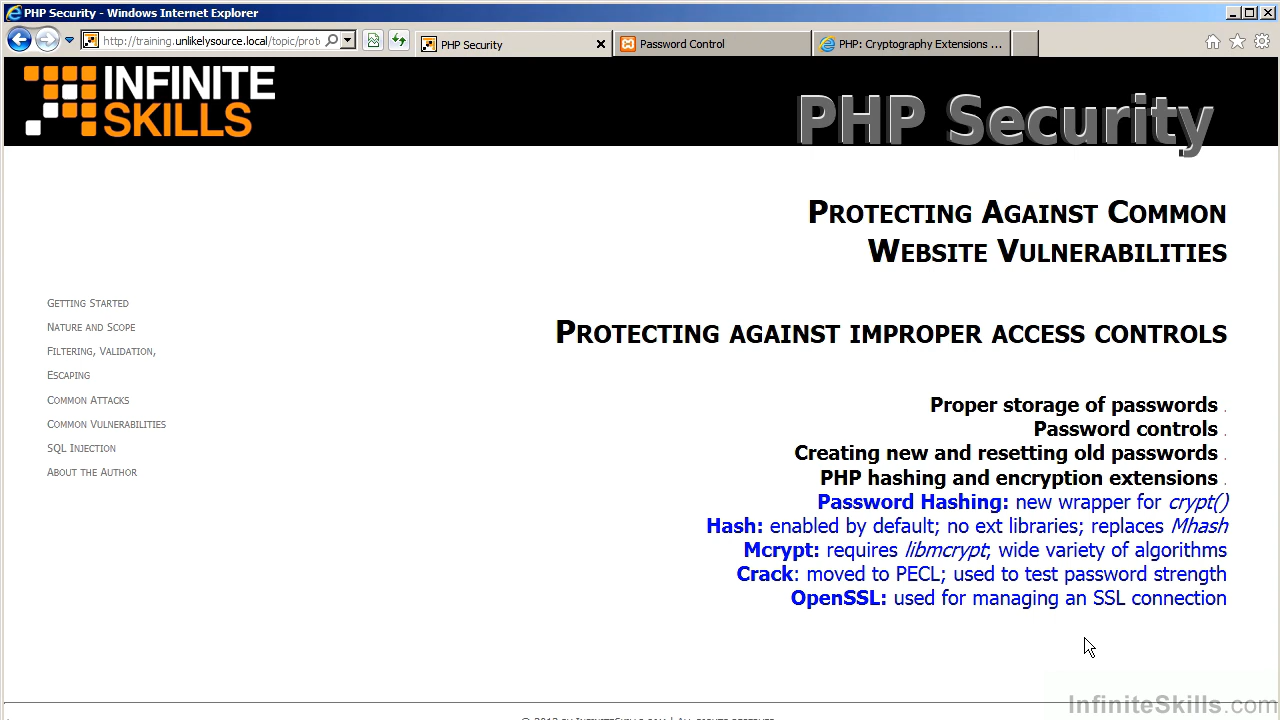 PHP Security - Windows Internet Explorer
http://training.unlikelysource.local/topic/prot
PHP Security
Password Control
PHP: Cryptography Extensions ...
INFINITE
SKILLS
PHP Security
PROTECTING AGAINST COMMON
WEBSITE VULNERABILITIES
PROTECTING AGAINST IMPROPER ACCESS CONTROLS
GETTING STARTED
NATURE AND SCOPE
FILTERING, VALIDATION,
ESCAPING
COMMON ATTACKS
COMMON VULNERABILITIES
SQL INJECTION
ABOUT THE AUTHOR
Proper storage of passwords .
Password controls .
Creating new and resetting old passwords .
PHP hashing and encryption extensions .
Password Hashing: new wrapper for crypt()
Hash: enabled by default; no ext libraries; replaces Mhash
Mcrypt: requires libmcrypt; wide variety of algorithms
Crack: moved to PECL; used to test password strength
OpenSSL: used for managing an SSL connection
InfiniteSkills.com